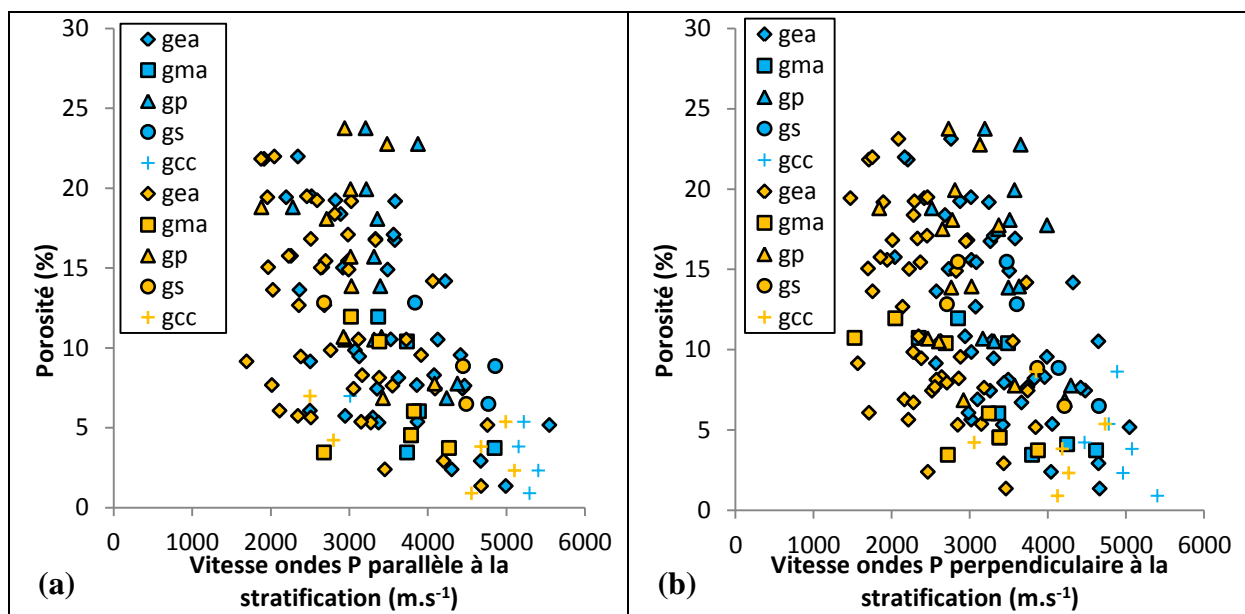 30
25
20
15
10
5
0
Porosité (%)
gea
gma
gp
gs
gcc
gea
gma
gp
gs
gcc
0 1000 2000 3000 4000 5000 6000
Vitesse ondes P parallèle à la
stratification (m.s-1)
(a)
30
25
20
15
10
5
0
Porosité (%)
gea
gma
gp
gs
gcc
gea
gma
gp
gs
gcc
0 1000 2000 3000 4000 5000 6000
Vitesse ondes P perpendiculaire à la
stratification (m.s-1)
(b)